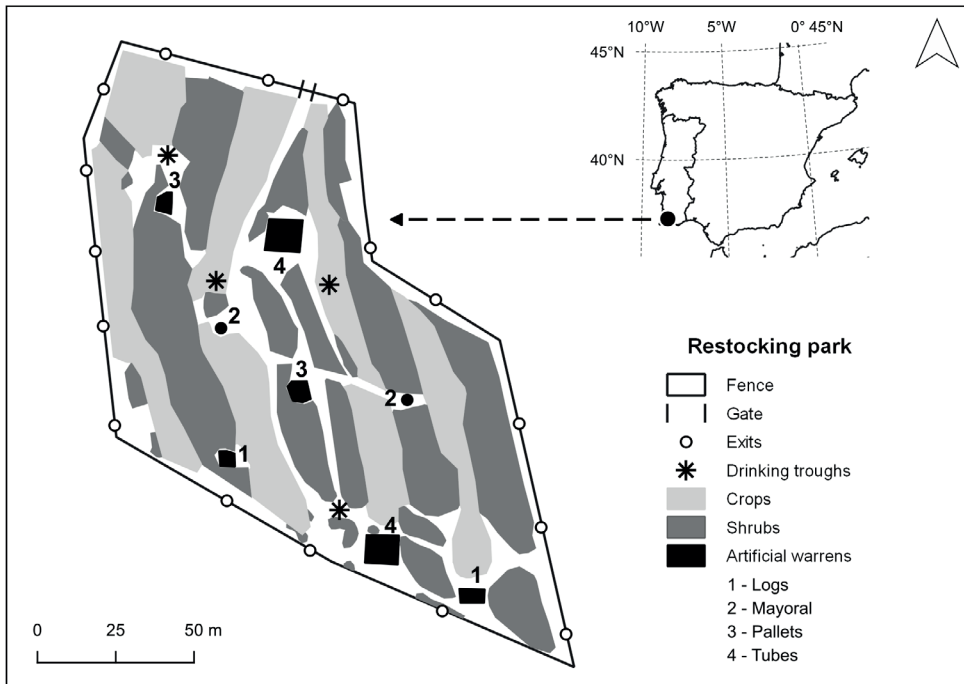 10°W 5°W 0° 45°N
45°N
40°N
3
4
2
3
2
1
4
1
0 25 50 m
Restocking park
Fence
Gate
Exits
Drinking troughs
Crops
Shrubs
Artificial warrens
1 - Logs
2 - Mayoral
3 - Pallets
4 - Tubes